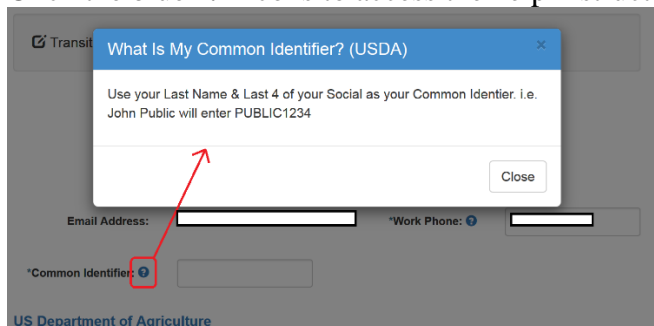 Transit
What Is My Common Identifier? (USDA)
×
Use your Last Name & Last 4 of your Social as your Common Identier. i.e.
John Public will enter PUBLIC1234
Close
Email Address:
*Work Phone: ?
*Common Identifier: ?
US Department of Agriculture